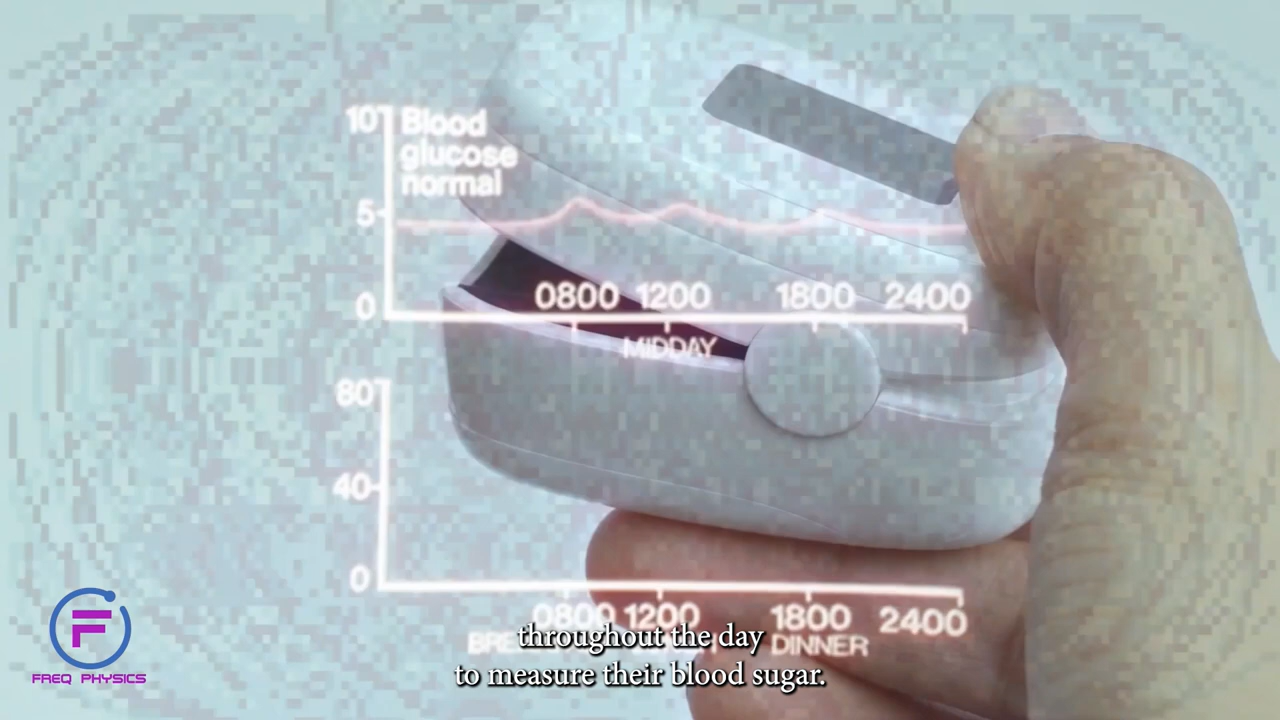 10
Blood
glucose
normal
5
0
0800 1200 1800 2400
MIDDAY
80
40
0
0800 1200 1800 2400
DINNER
throughout the day
to measure their blood sugar.
F
FREQ PHYSICS